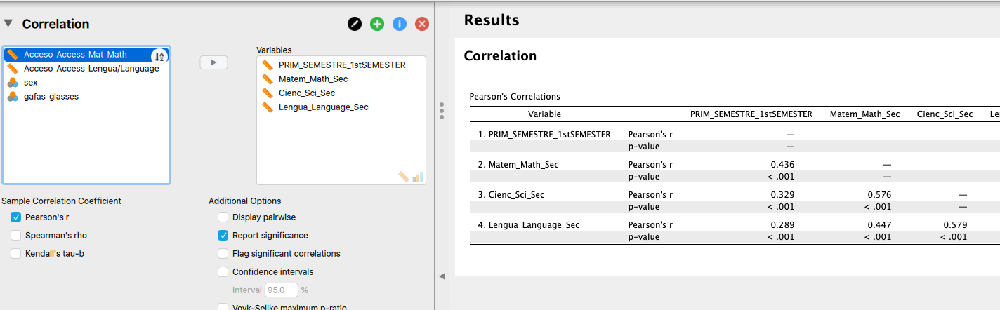 Correlation
Acceso_Access_Mat_Math
Acceso_Access_Lengua/Language
sex
gafas_glasses
Variables
PRIM_SEMESTRE_1stSEMESTER
Matem_Math_Sec
Cienc_Sci_Sec
Lengua_Language_Sec
Sample Correlation Coefficient
Pearson's r
Spearman's rho
Kendall's tau-b
Additional Options
Display pairwise
Report significance
Flag significant correlations
Confidence intervals
Interval 95.0 %
Vovk-Sellke maximum p-ratio
Results
Correlation
Pearson's Correlations
Variable PRIM_SEMESTRE_1stSEMESTER Matem_Math_Sec Cienc_Sci_Sec Le
1. PRIM_SEMESTRE_1stSEMESTER Pearson's r —
p-value —
2. Matem_Math_Sec Pearson's r 0.436 —
p-value < .001 —
3. Cienc_Sci_Sec Pearson's r 0.329 0.576 —
p-value < .001 < .001 —
4. Lengua_Language_Sec Pearson's r 0.289 0.447 0.579
p-value < .001 < .001 < .001